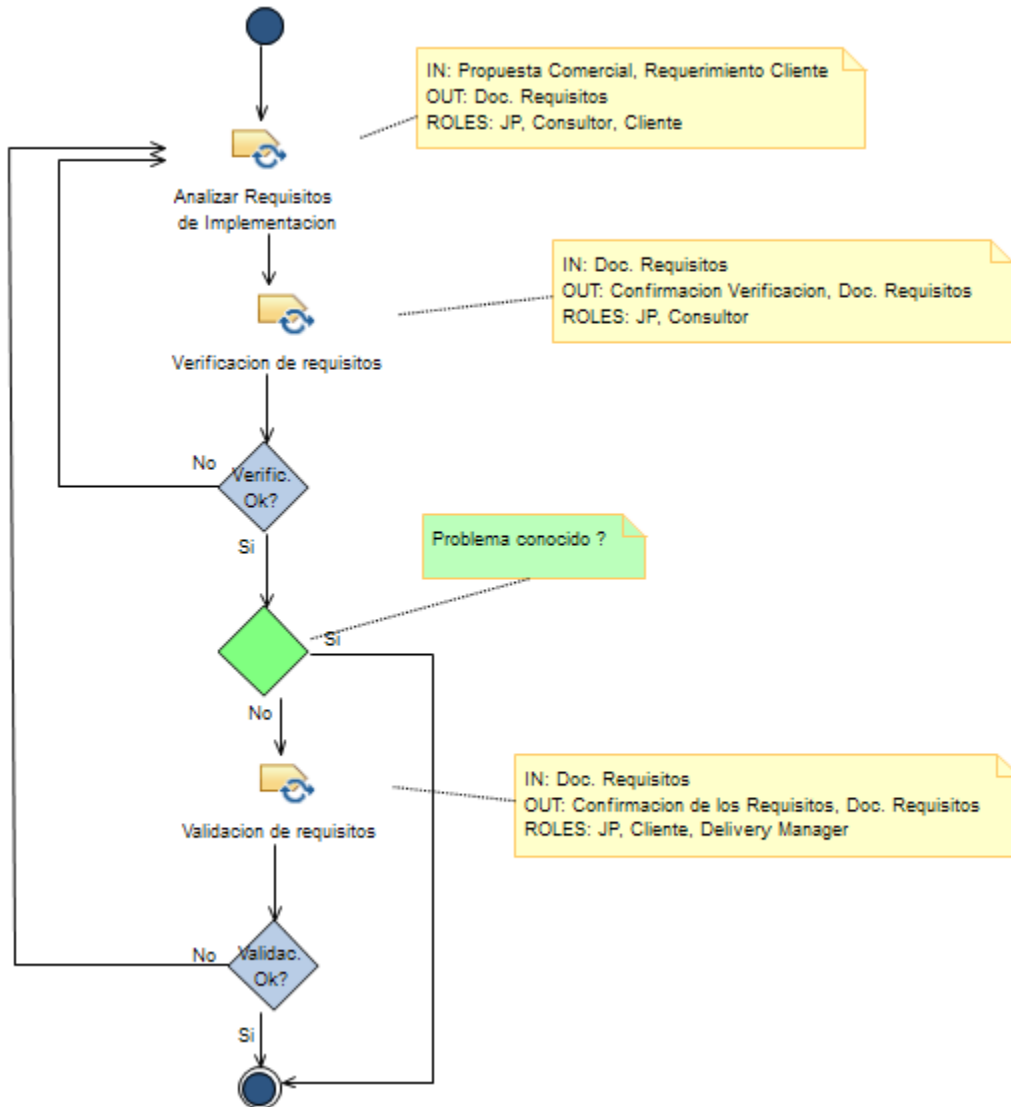 IN: Propuesta Comercial, Requerimiento Cliente
OUT: Doc. Requisitos
ROLES: JP, Consultor, Cliente
Analizar Requisitos
de Implementacion
IN: Doc. Requisitos
OUT: Confirmacion Verificacion, Doc. Requisitos
ROLES: JP, Consultor
Verificacion de requisitos
No
Verific.
Ok?
Si
Problema conocido ?
Si
No
IN: Doc. Requisitos
OUT: Confirmacion de los Requisitos, Doc. Requisitos
ROLES: JP, Cliente, Delivery Manager
Validacion de requisitos
No
Validac.
Ok?
Si